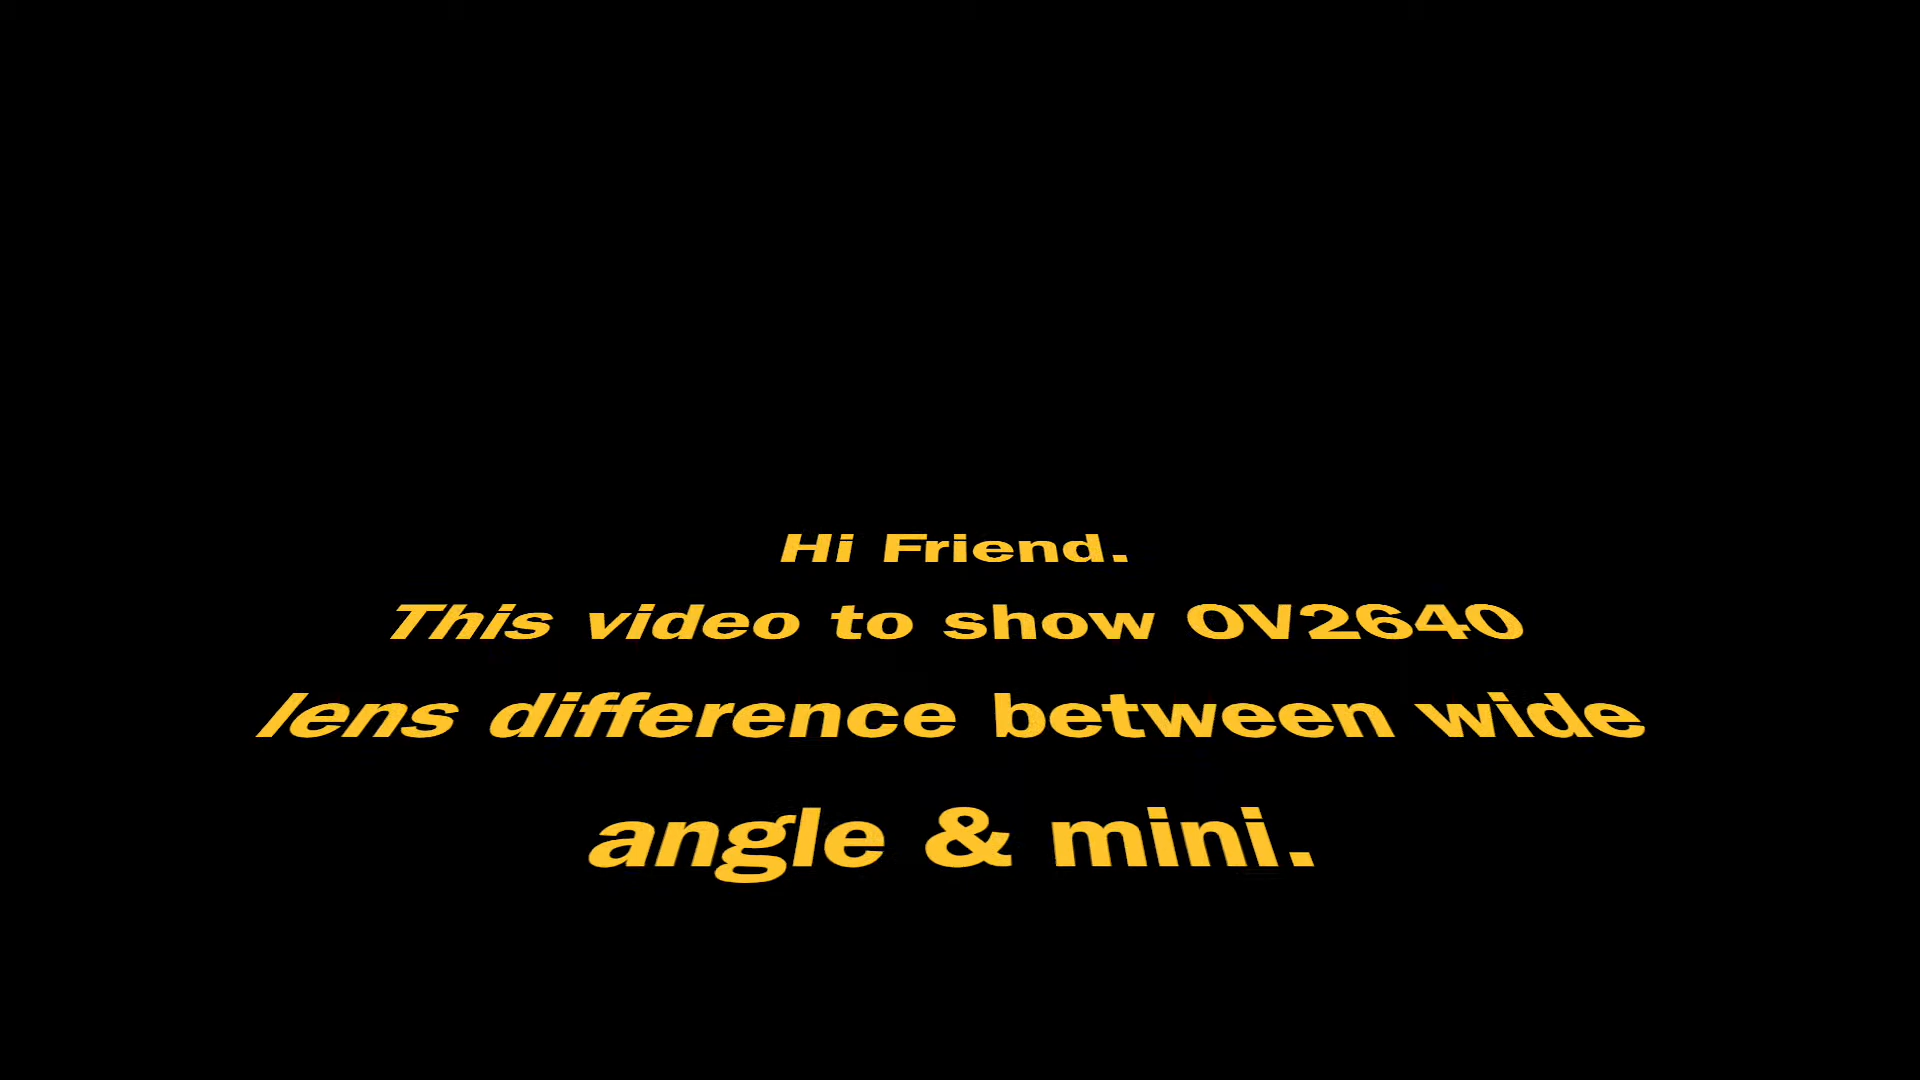 Hi Friend.
This video to show OV2640
lens difference between wide
angle & mini.